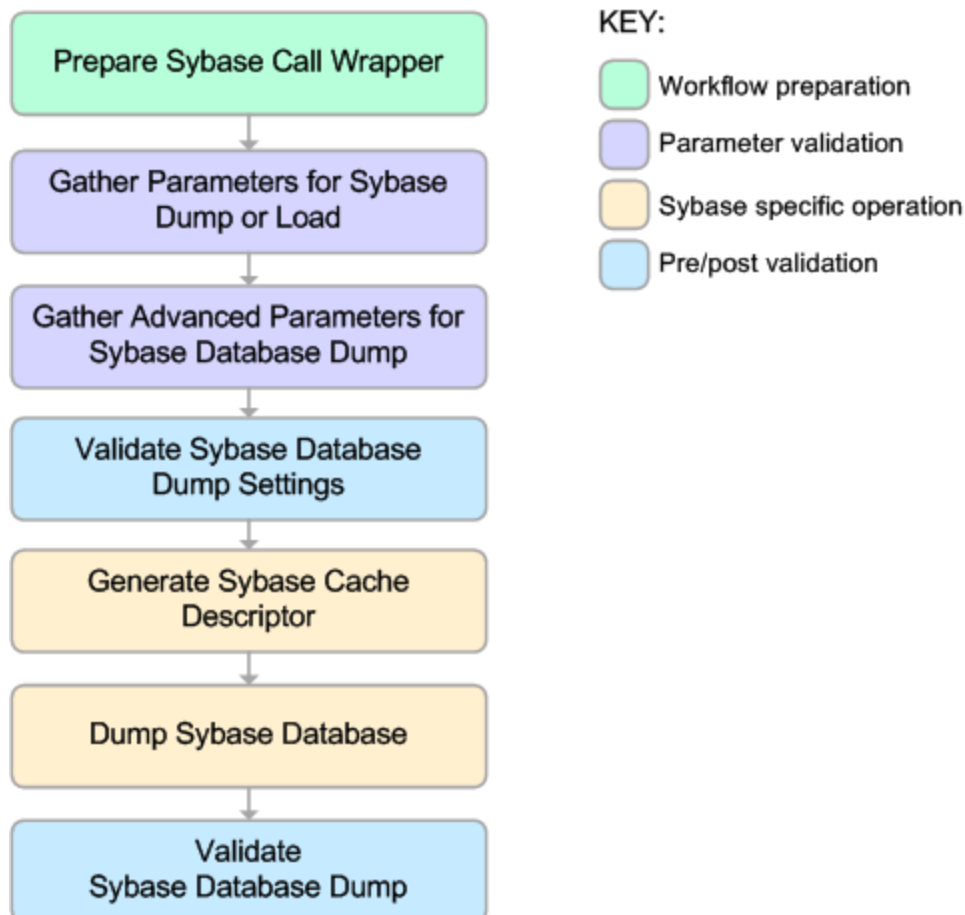 Prepare Sybase Call Wrapper
Gather Parameters for Sybase
Dump or Load
Gather Advanced Parameters for
Sybase Database Dump
Validate Sybase Database
Dump Settings
Generate Sybase Cache
Descriptor
Dump Sybase Database
Validate
Sybase Database Dump
KEY:
Workflow preparation
Parameter validation
Sybase specific operation
Pre/post validation